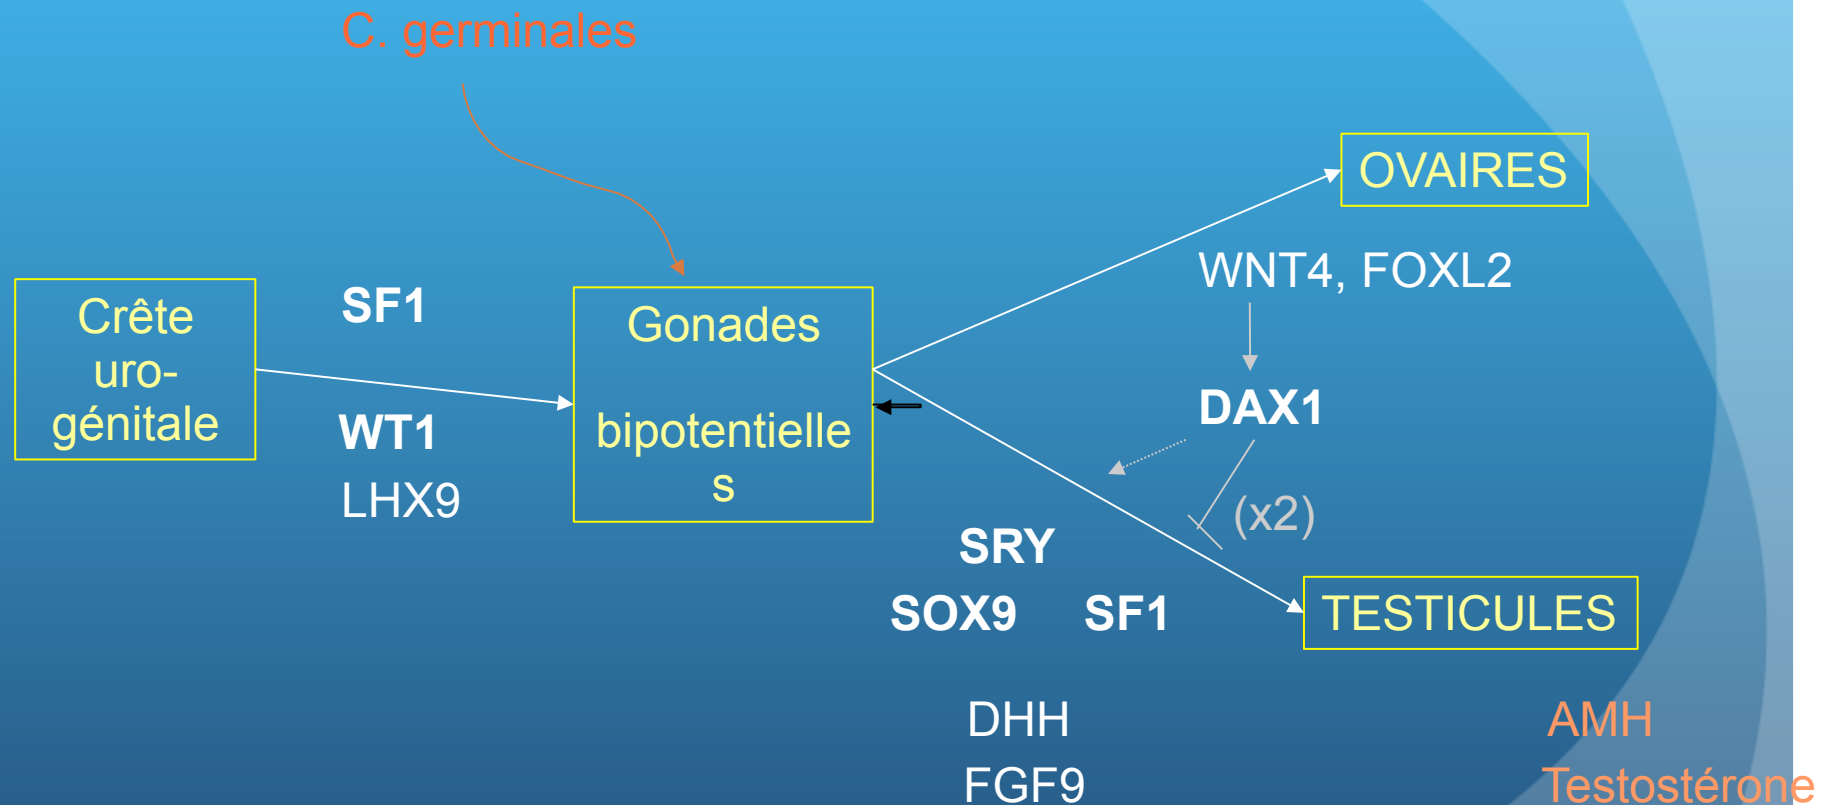 C. germinales
OVAIRES
WNT4, FOXL2
Crête
uro-
génitale
SF1
WT1
LHX9
Gonades
bipotentielle
s
DAX1
(x2)
SRY
SOX9 SF1
TESTICULES
DHH
FGF9
AMH
Testostérone